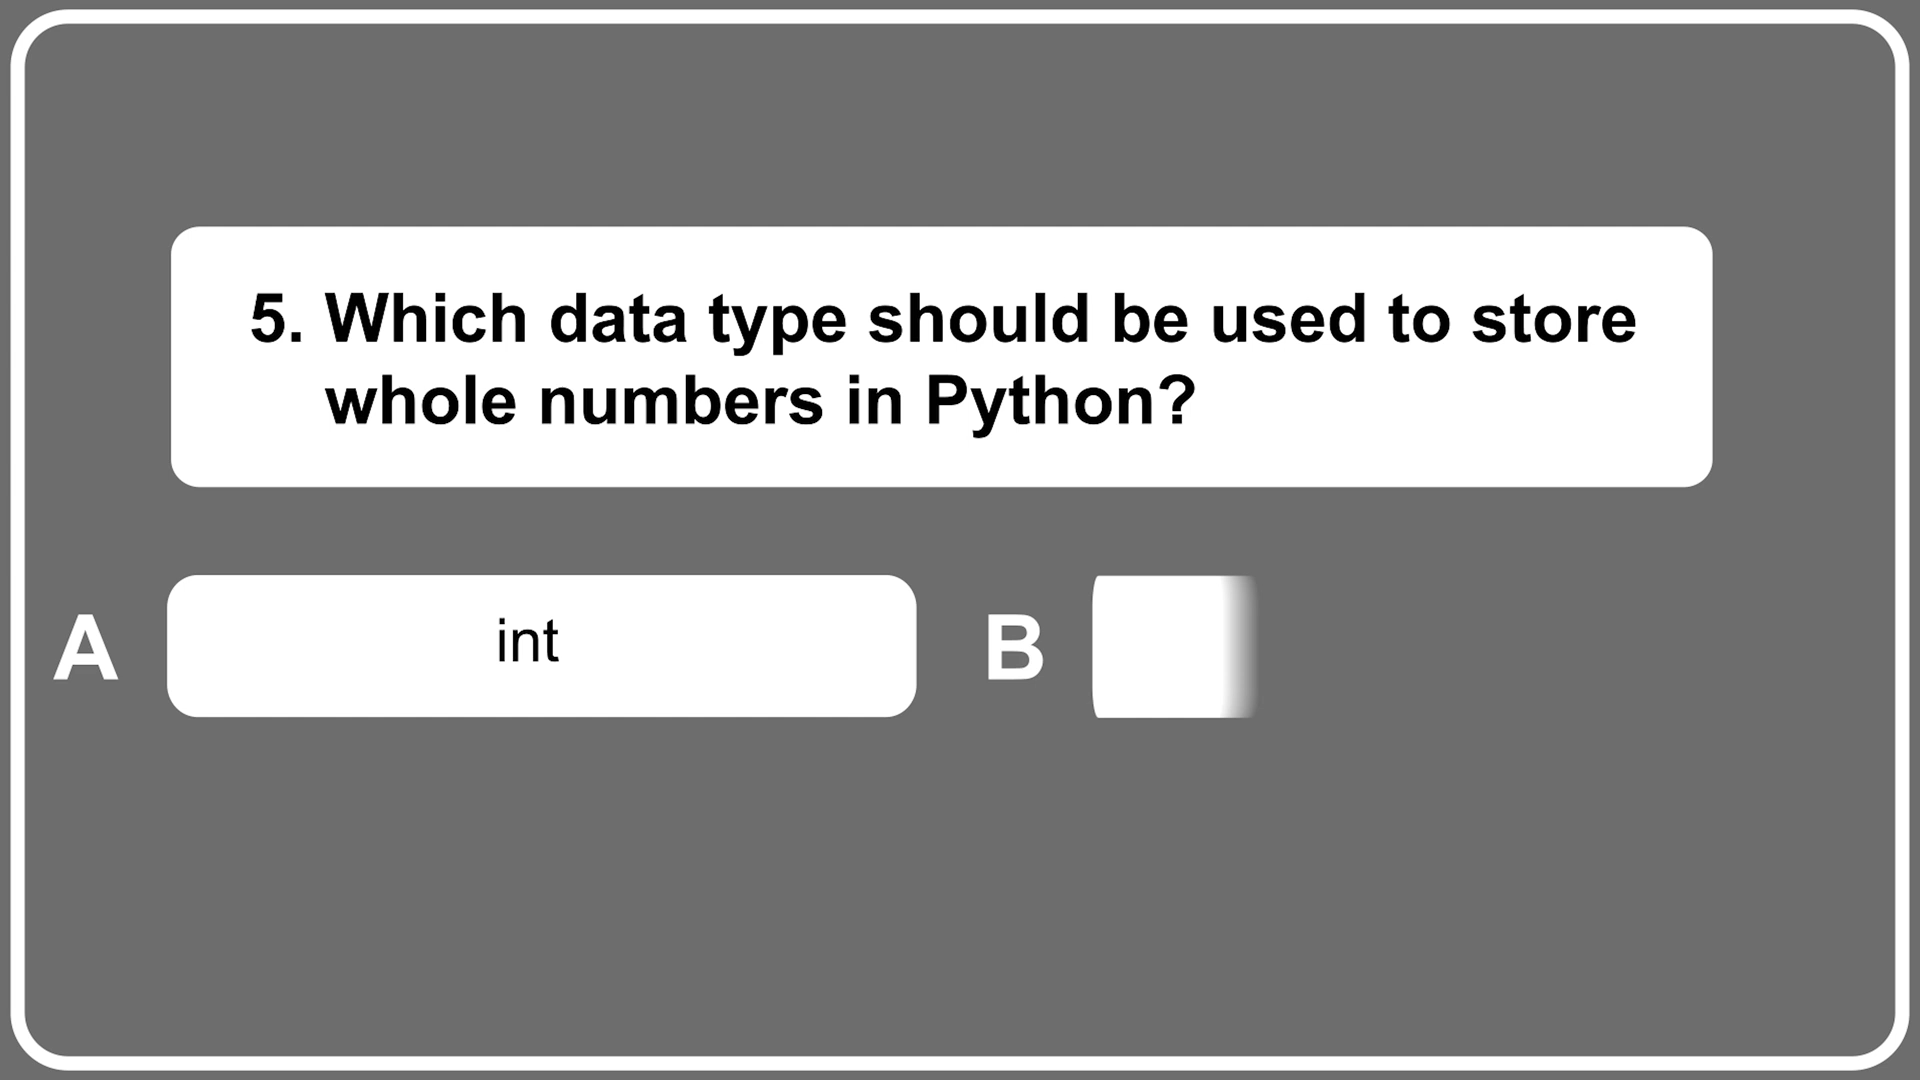 5. Which data type should be used to store
whole numbers in Python?
A
int
B